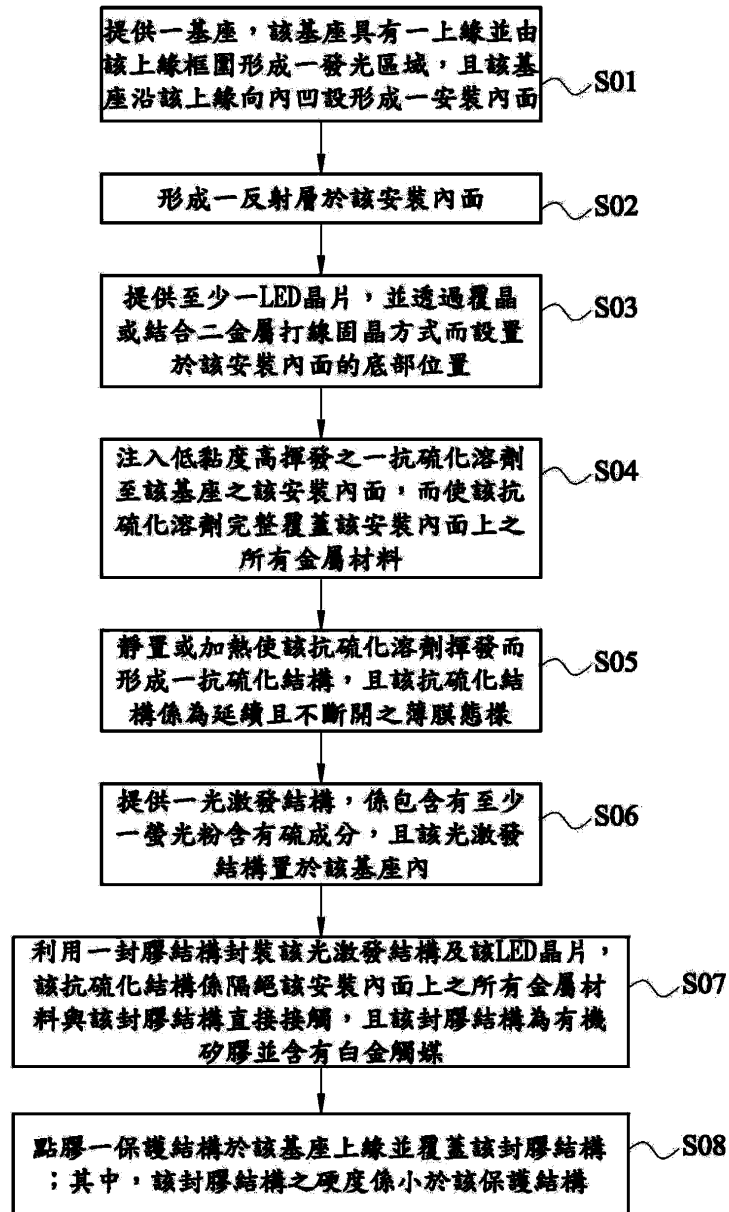 提供一基座，該基座具有一上緣並由
該上緣框圍形成一發光區域，且該基
座沿該上緣向內凹設形成一安裝內面
S01
形成一反射層於該安裝內面
S02
提供至少一LED晶片，並透過覆晶
或結合二金屬打線固晶方式而設置
於該安裝內面的底部位置
S03
注入低黏度高揮發之一抗硫化溶劑
至該基座之該安裝內面，而使該抗
硫化溶劑完整覆蓋該安裝內面上之
所有金屬材料
S04
靜置或加熱使該抗硫化溶劑揮發而
形成一抗硫化結構，且該抗硫化結
構係為延續且不斷開之薄膜態樣
S05
提供一光激發結構，係包含有至少
一螢光粉含有硫成分，且該光激發
結構置於該基座內
S06
利用一封膠結構封裝該光激發結構及該LED晶片，
該抗硫化結構係隔絕該安裝內面上之所有金屬材
料與該封膠結構直接接觸，且該封膠結構為有機
矽膠並含有白金觸媒
S07
點膠一保護結構於該基座上緣並覆蓋該封膠結構
；其中，該封膠結構之硬度係小於該保護結構
S08